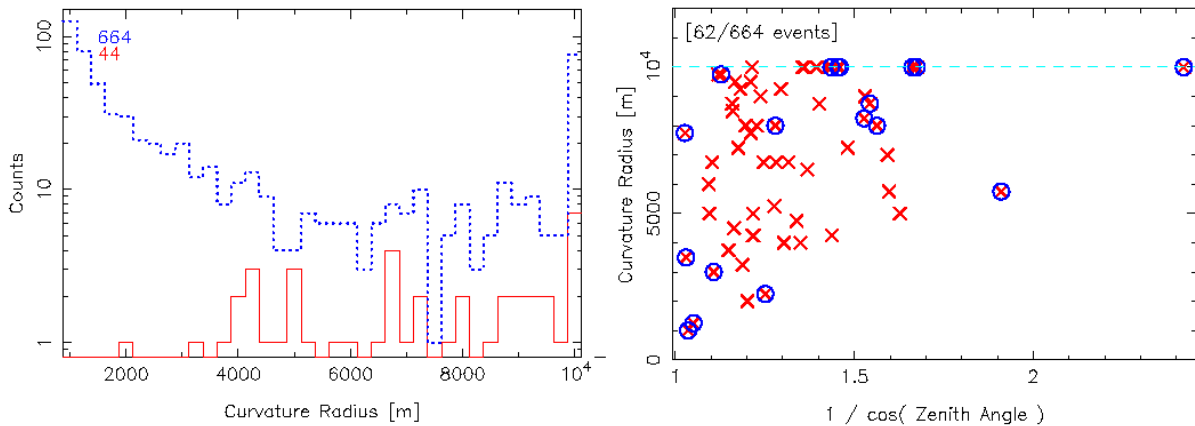 664
44
100
10
1
Counts
2000 4000 6000 8000 10⁴
Curvature Radius [m]
[62/664 events]
10⁴
5000
0
Curvature Radius [m]
1 1.5 2
1 / cos( Zenith Angle )